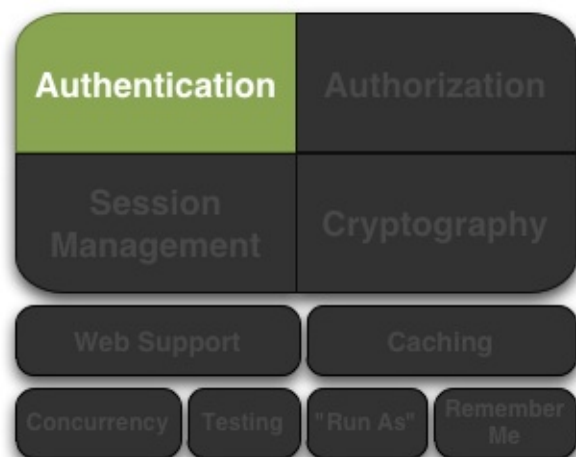 Authentication
Authorization
Session
Management
Cryptography
Web Support
Caching
Concurrency
Testing
"Run As"
Remember
Me